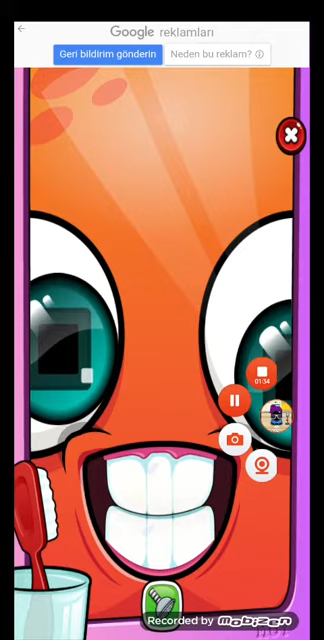 Google reklamları
Geri bildirim gönderin
Neden bu reklam?
01:34
Recorded by mobizen